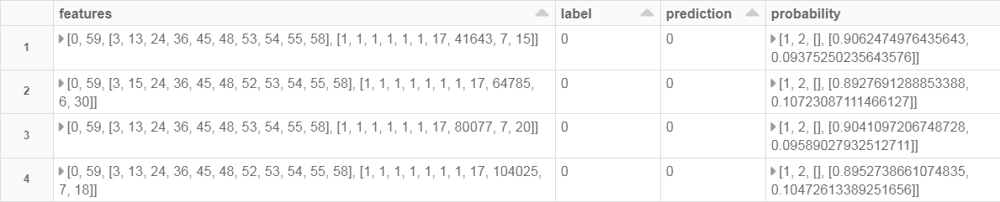 features label prediction probability
1 [0, 59, [3, 13, 24, 36, 45, 48, 53, 54, 55, 58], [1, 1, 1, 1, 1, 1, 17, 41643, 7, 15]] 0 0 [1, 2, [], [0.9062474976435643,
0.09375250235643576]]
2 [0, 59, [3, 15, 24, 36, 45, 48, 52, 53, 54, 55, 58], [1, 1, 1, 1, 1, 1, 1, 17, 64785, 0 0 [1, 2, [], [0.8927691288853388,
6, 30]] 0.10723087111466127]]
3 [0, 59, [3, 13, 24, 36, 45, 48, 53, 54, 55, 58], [1, 1, 1, 1, 1, 1, 17, 80077, 7, 20]] 0 0 [1, 2, [], [0.9041097206748728,
0.09589027932512711]]
4 [0, 59, [3, 13, 24, 36, 45, 48, 52, 53, 54, 55, 58], [1, 1, 1, 1, 1, 1, 1, 17, 104025, 0 0 [1, 2, [], [0.8952738661074835,
7, 18]] 0.10472613389251656]]